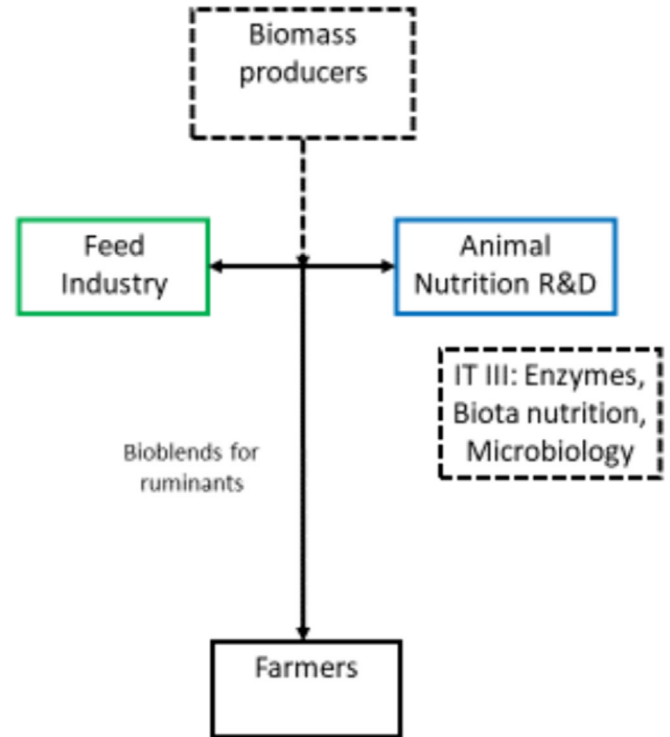 Biomass
producers
Feed
Industry
Animal
Nutrition R&D
IT III: Enzymes,
Biota nutrition,
Microbiology
Bioblends for
ruminants
Farmers